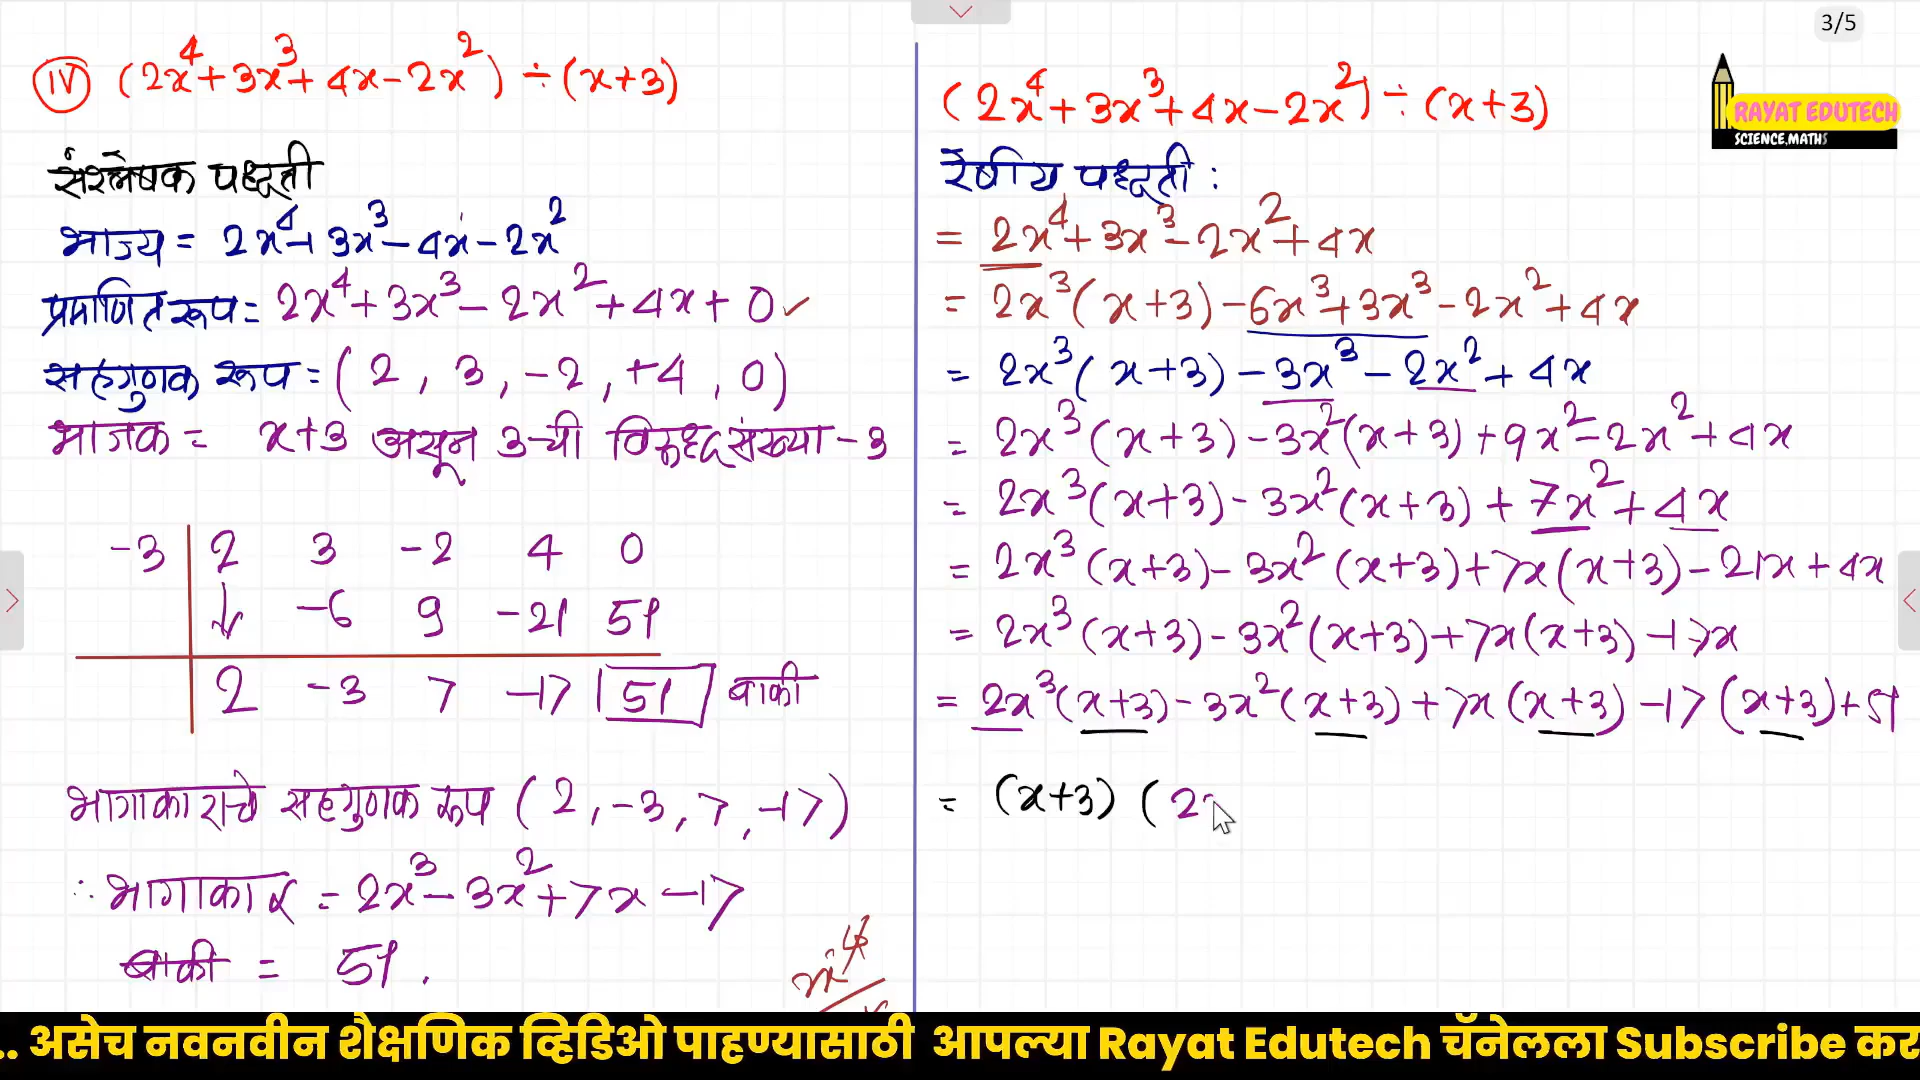 3/5
(IV) (2x⁴+3x³+4x-2x²) ÷ (x+3)
संश्लेषक पध्दती
भाज्य = 2x⁴+3x³-4x-2x²
प्रमाणित रूप = 2x⁴+3x³-2x²+4x+0 ✓
सहगुणक रूप = (2, 3, -2, +4, 0)
भाजक = x+3 असून 3-ची विरुध्द संख्या -3
-3 | 2 3 -2 4 0
↓ -6 9 -21 51
2 -3 7 -17 51 बाकी
भागाकाराचे सहगुणक रूप (2, -3, 7, -17)
∴ भागाकार = 2x³-3x²+7x-17
बाकी = 51.
(2x⁴+3x³+4x-2x²) ÷ (x+3)
रेषीय पध्दती :
= 2x⁴+3x³-2x²+4x
= 2x³(x+3)-6x³+3x³-2x²+4x
= 2x³(x+3)-3x³-2x²+4x
= 2x³(x+3)-3x²(x+3)+9x²-2x²+4x
= 2x³(x+3)-3x²(x+3)+7x²+4x
= 2x³(x+3)-3x²(x+3)+7x(x+3)-21x+4x
= 2x³(x+3)-3x²(x+3)+7x(x+3)-17x
= 2x³(x+3)-3x²(x+3)+7x(x+3)-17(x+3)+51
= (x+3) (2
RAYAT EDUTECH
SCIENCE,MATHS
.. असेच नवनवीन शैक्षणिक व्हिडिओ पाहण्यासाठी आपल्या Rayat Edutech चॅनेलला Subscribe कर